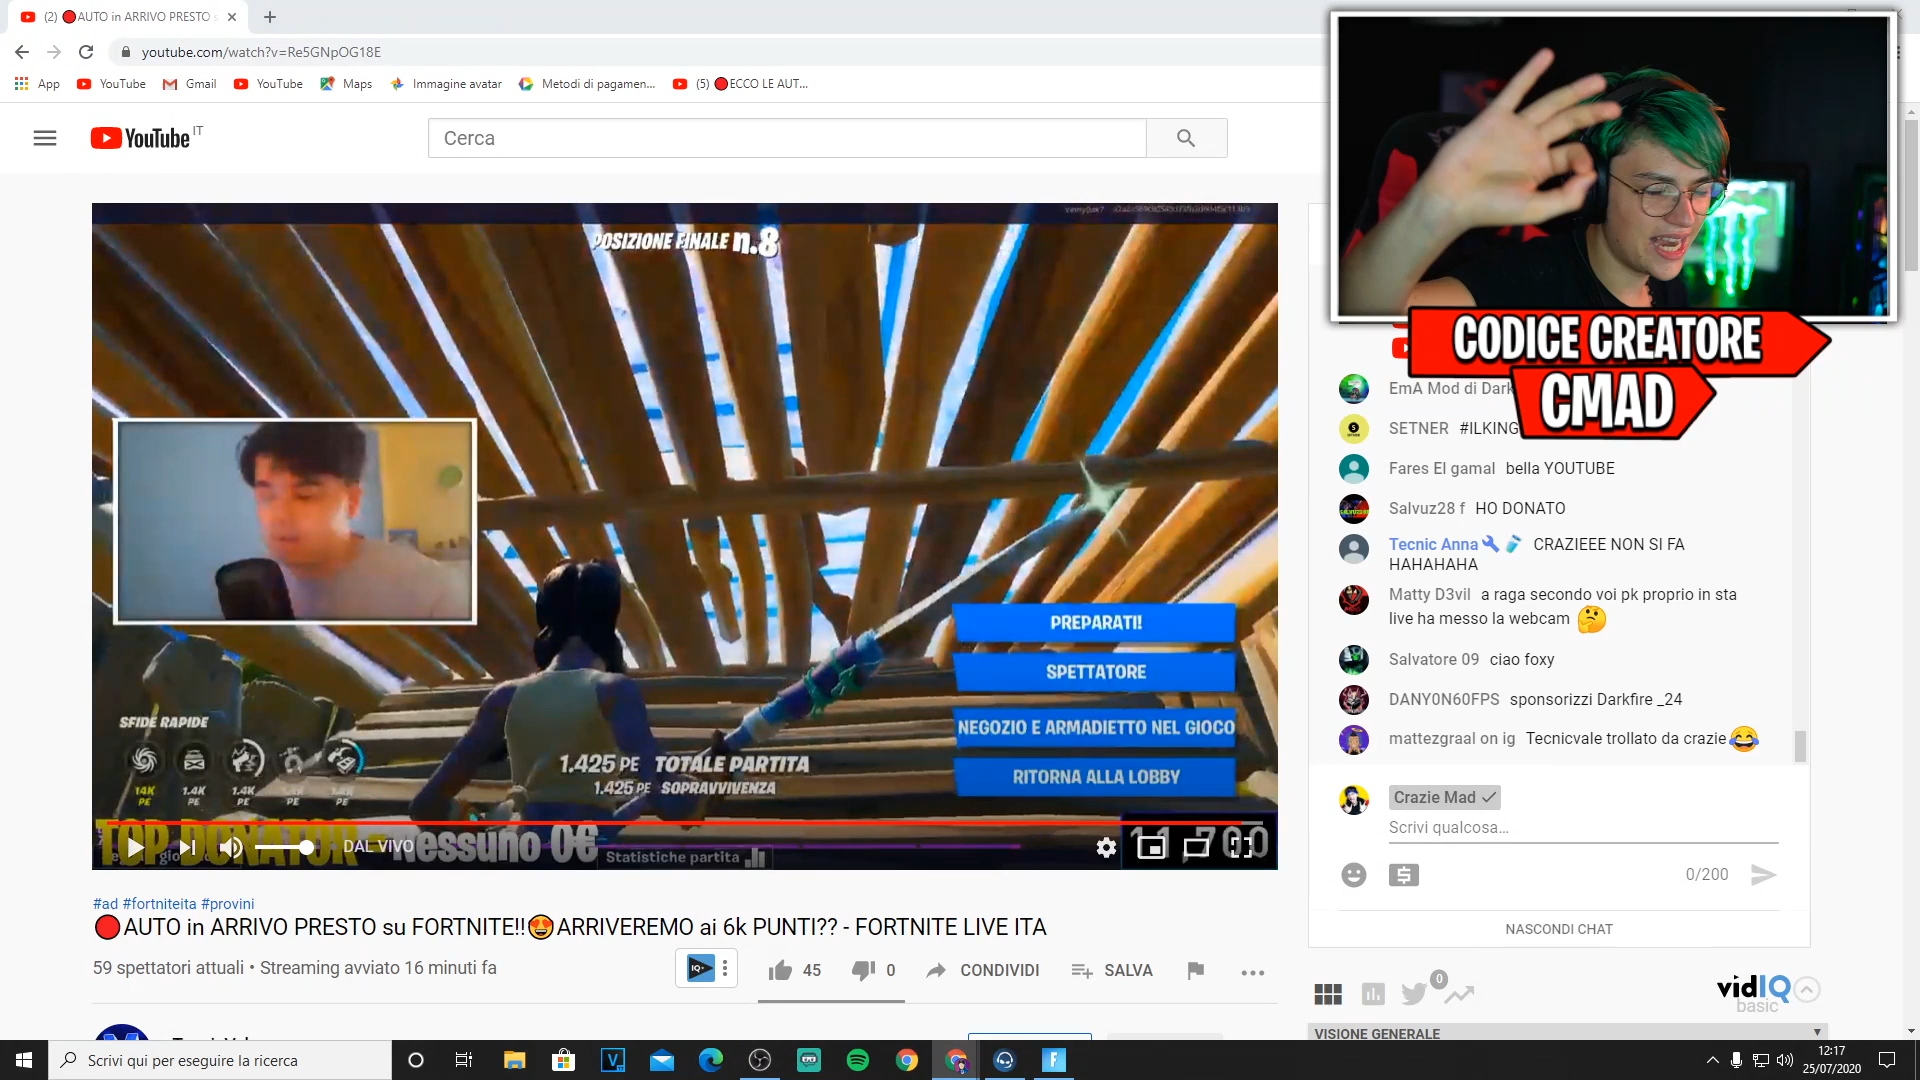 (2) 🔴AUTO in ARRIVO PRESTO s
youtube.com/watch?v=Re5GNpOG18E
App
YouTube
Gmail
YouTube
Maps
Immagine avatar
Metodi di pagamen...
(5) 🔴ECCO LE AUT...
YouTube IT
Cerca
CODICE CREATORE
CMAD
POSIZIONE FINALE n.8
PREPARATI!
SPETTATORE
NEGOZIO E ARMADIETTO NEL GIOCO
RITORNA ALLA LOBBY
SFIDE RAPIDE
14K PE
1.4K PE
1.4K PE
1.425 PE TOTALE PARTITA
1.425 PE SOPRAVVIVENZA
TOP DONATOR - Nessuno 0€
DAL VIVO
Statistiche partita
EmA Mod di Dark
SETNER #ILKING
Fares El gamal bella YOUTUBE
Salvuz28 f HO DONATO
Tecnic Anna CRAZIEEE NON SI FA
HAHAHAHA
Matty D3vil a raga secondo voi pk proprio in sta
live ha messo la webcam 🤔
Salvatore 09 ciao foxy
DANY0N60FPS sponsorizzi Darkfire _24
mattezgraal on ig Tecnicvale trollato da crazie😂
Crazie Mad ✓
Scrivi qualcosa...
0/200
NASCONDI CHAT
#ad #fortniteita #provini
🔴AUTO in ARRIVO PRESTO su FORTNITE!!😍ARRIVEREMO ai 6k PUNTI?? - FORTNITE LIVE ITA
59 spettatori attuali • Streaming avviato 16 minuti fa
IQ+
45
0
CONDIVIDI
SALVA
0
vidIQ
basic
VISIONE GENERALE
Scrivi qui per eseguire la ricerca
12:17
25/07/2020